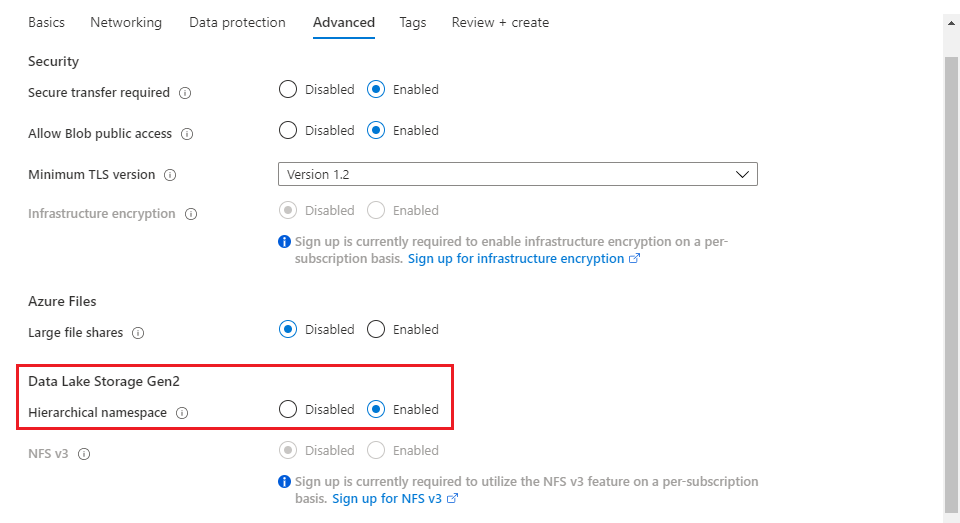 Basics Networking Data protection Advanced Tags Review + create
Security
Secure transfer required Disabled Enabled
Allow Blob public access Disabled Enabled
Minimum TLS version Version 1.2
Infrastructure encryption Disabled Enabled
Sign up is currently required to enable infrastructure encryption on a per-
subscription basis. Sign up for infrastructure encryption
Azure Files
Large file shares Disabled Enabled
Data Lake Storage Gen2
Hierarchical namespace Disabled Enabled
NFS v3 Disabled Enabled
Sign up is currently required to utilize the NFS v3 feature on a per-subscription
basis. Sign up for NFS v3